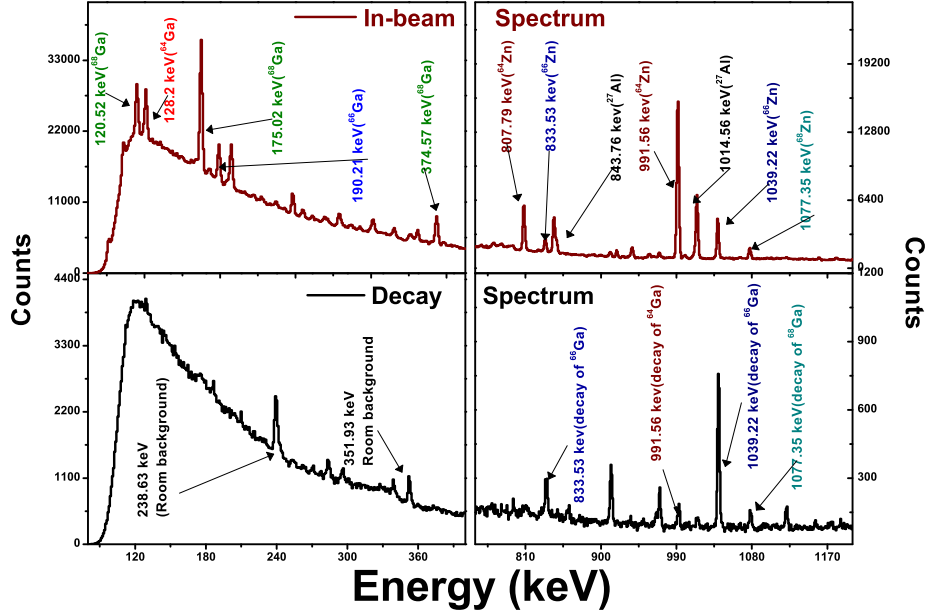 In-beam
Spectrum
120.52 keV(⁶⁸Ga)
128.2 keV(⁶⁴Ga)
175.02 keV(⁶⁸Ga)
190.21 keV(⁶⁶Ga)
374.57 keV(⁶⁸Ga)
807.79 keV(⁶⁴Zn)
833.53 keV(⁶⁶Zn)
843.76 keV(²⁷Al)
991.56 keV(⁶⁴Zn)
1014.56 keV(²⁷Al)
1039.22 keV(⁶⁶Zn)
1077.35 keV(⁶⁸Zn)
33000
22000
11000
0
19200
12800
6400
0
Counts
Counts
Decay
Spectrum
238.63 keV
(Room background)
351.93 keV
Room background
833.53 kev(decay of ⁶⁶Ga)
991.56 kev(decay of ⁶⁴Ga)
1039.22 keV(decay of ⁶⁶Ga)
1077.35 keV(decay of ⁶⁸Ga)
4400
3300
2200
1100
0
1200
900
600
300
120 180 240 300 360 810 900 990 1080 1170
Energy (keV)